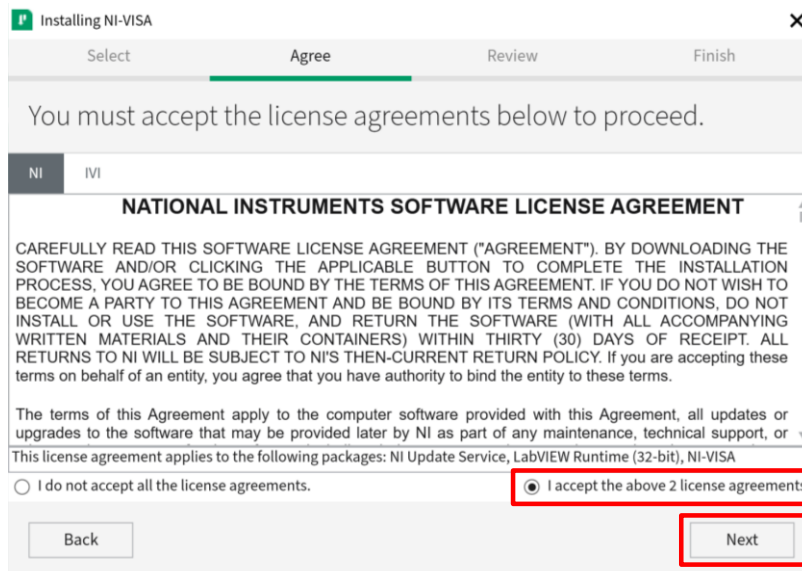 Installing NI-VISA
Select Agree Review Finish
You must accept the license agreements below to proceed.
NI IVI
NATIONAL INSTRUMENTS SOFTWARE LICENSE AGREEMENT
CAREFULLY READ THIS SOFTWARE LICENSE AGREEMENT ("AGREEMENT"). BY DOWNLOADING THE
SOFTWARE AND/OR CLICKING THE APPLICABLE BUTTON TO COMPLETE THE INSTALLATION
PROCESS, YOU AGREE TO BE BOUND BY THE TERMS OF THIS AGREEMENT. IF YOU DO NOT WISH TO
BECOME A PARTY TO THIS AGREEMENT AND BE BOUND BY ITS TERMS AND CONDITIONS, DO NOT
INSTALL OR USE THE SOFTWARE, AND RETURN THE SOFTWARE (WITH ALL ACCOMPANYING
WRITTEN MATERIALS AND THEIR CONTAINERS) WITHIN THIRTY (30) DAYS OF RECEIPT. ALL
RETURNS TO NI WILL BE SUBJECT TO NI'S THEN-CURRENT RETURN POLICY. If you are accepting these
terms on behalf of an entity, you agree that you have authority to bind the entity to these terms.
The terms of this Agreement apply to the computer software provided with this Agreement, all updates or
upgrades to the software that may be provided later by NI as part of any maintenance, technical support, or
This license agreement applies to the following packages: NI Update Service, LabVIEW Runtime (32-bit), NI-VISA
I do not accept all the license agreements. I accept the above 2 license agreements
Back Next